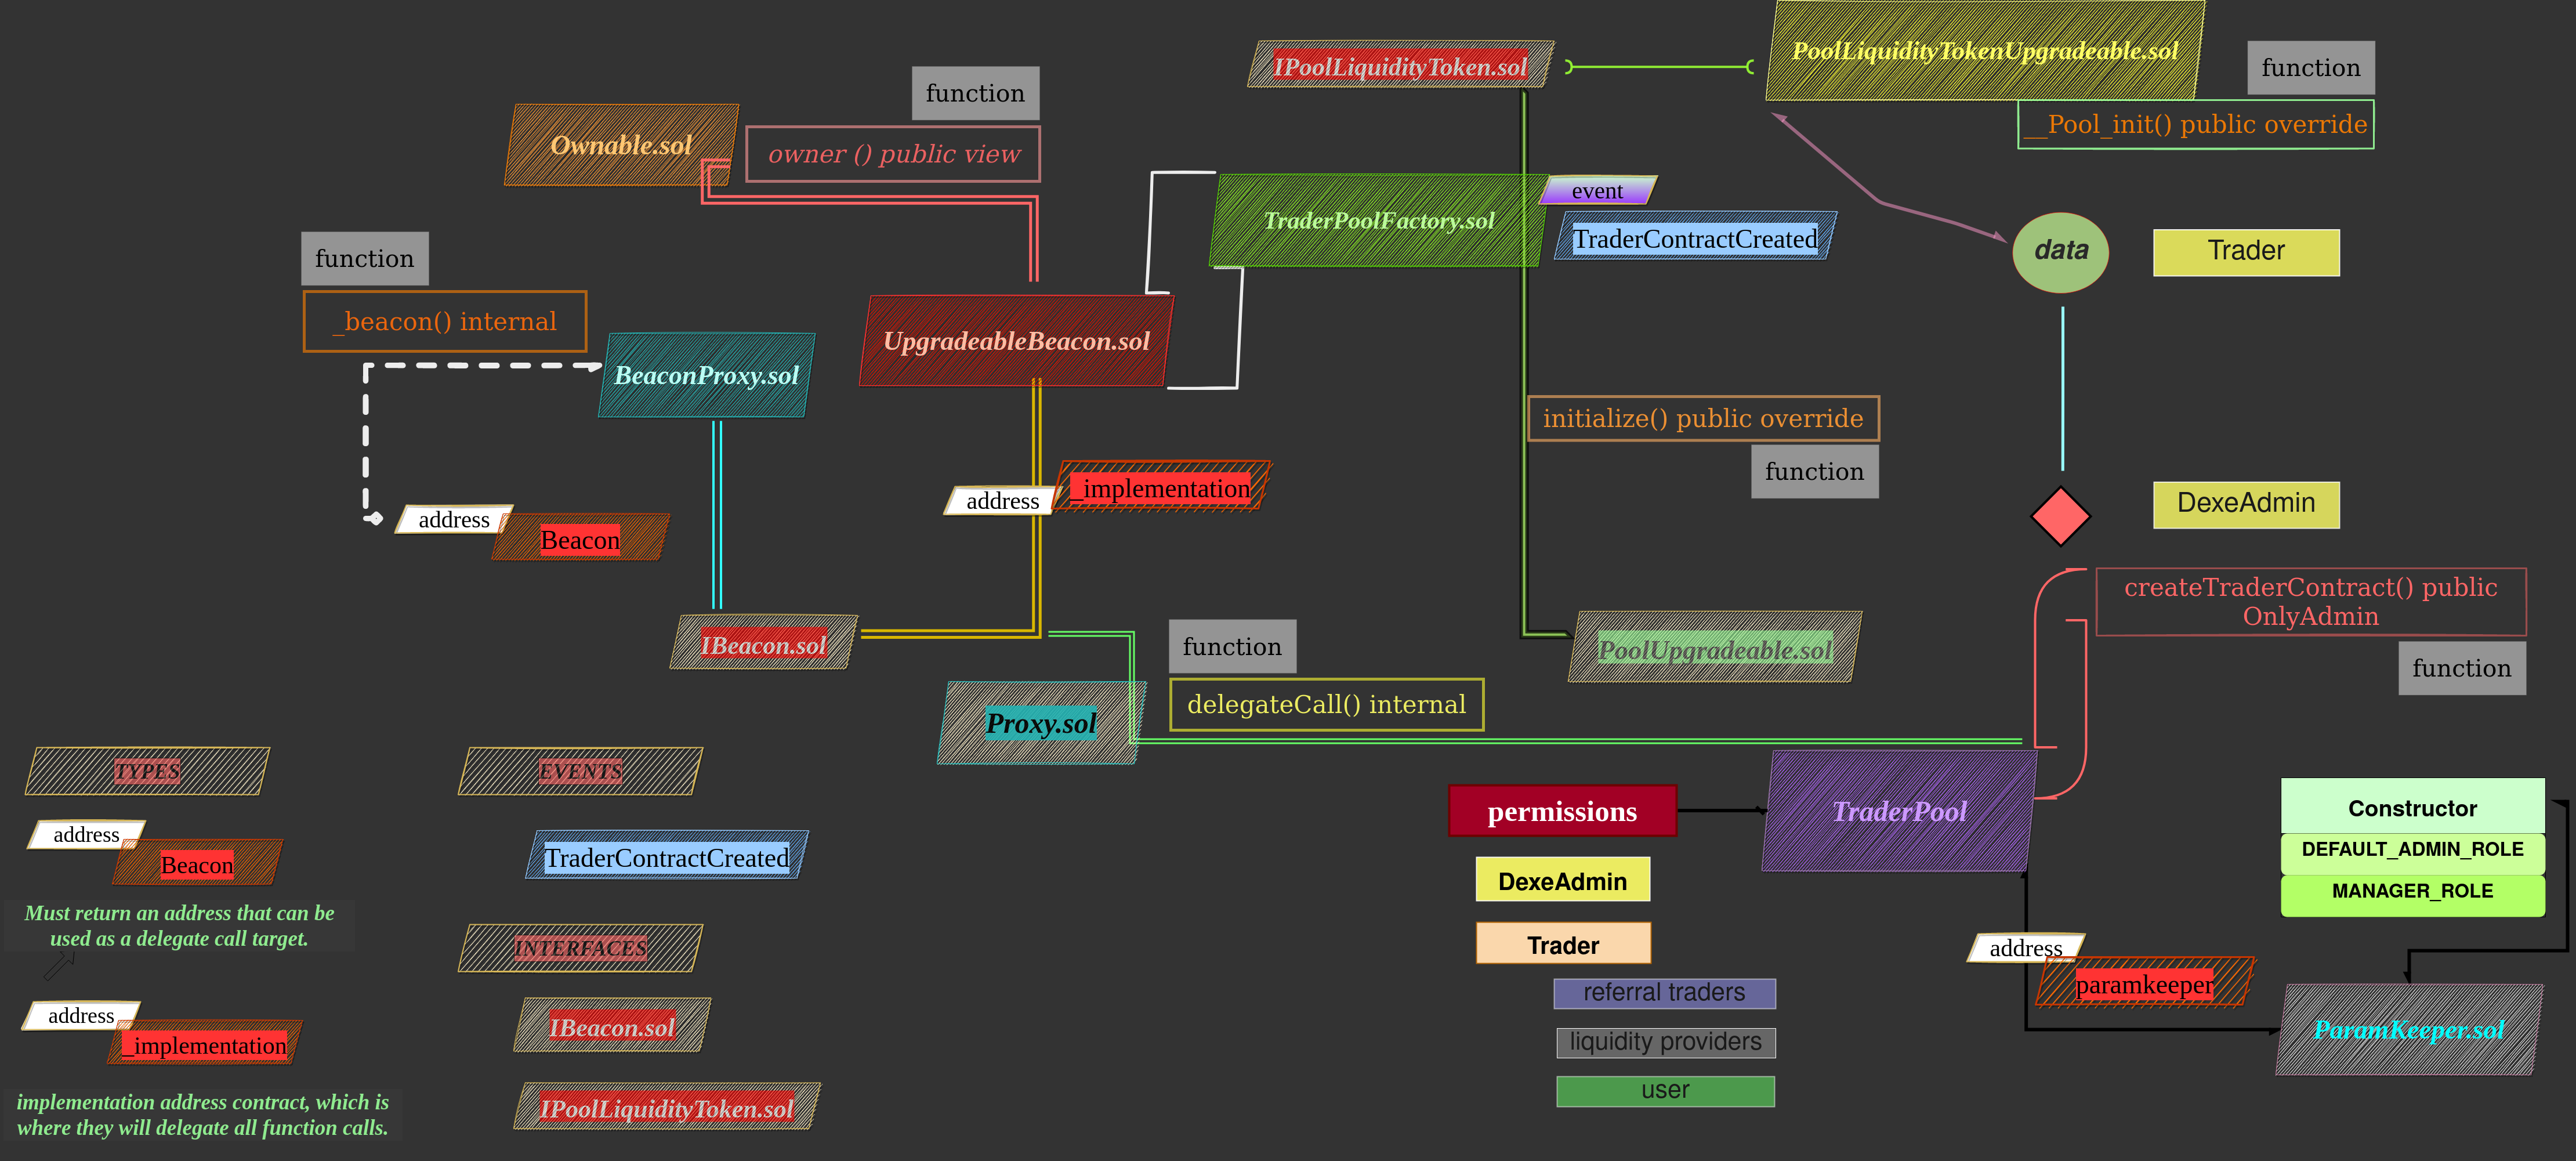 IPoolLiquidityToken.sol
PoolLiquidityTokenUpgradeable.sol
function
__Pool_init() public override
function
Ownable.sol
owner () public view
TraderPoolFactory.sol
event
TraderContractCreated
data
Trader
function
_beacon() internal
UpgradeableBeacon.sol
BeaconProxy.sol
initialize() public override
function
address
_implementation
address
Beacon
DexeAdmin
createTraderContract() public
OnlyAdmin
function
IBeacon.sol
function
delegateCall() internal
PoolUpgradeable.sol
Proxy.sol
TYPES
EVENTS
permissions
TraderPool
Constructor
DEFAULT_ADMIN_ROLE
MANAGER_ROLE
address
Beacon
TraderContractCreated
DexeAdmin
Must return an address that can be
used as a delegate call target.
INTERFACES
Trader
address
paramkeeper
referral traders
address
_implementation
IBeacon.sol
liquidity providers
ParamKeeper.sol
user
implementation address contract, which is
where they will delegate all function calls.
IPoolLiquidityToken.sol